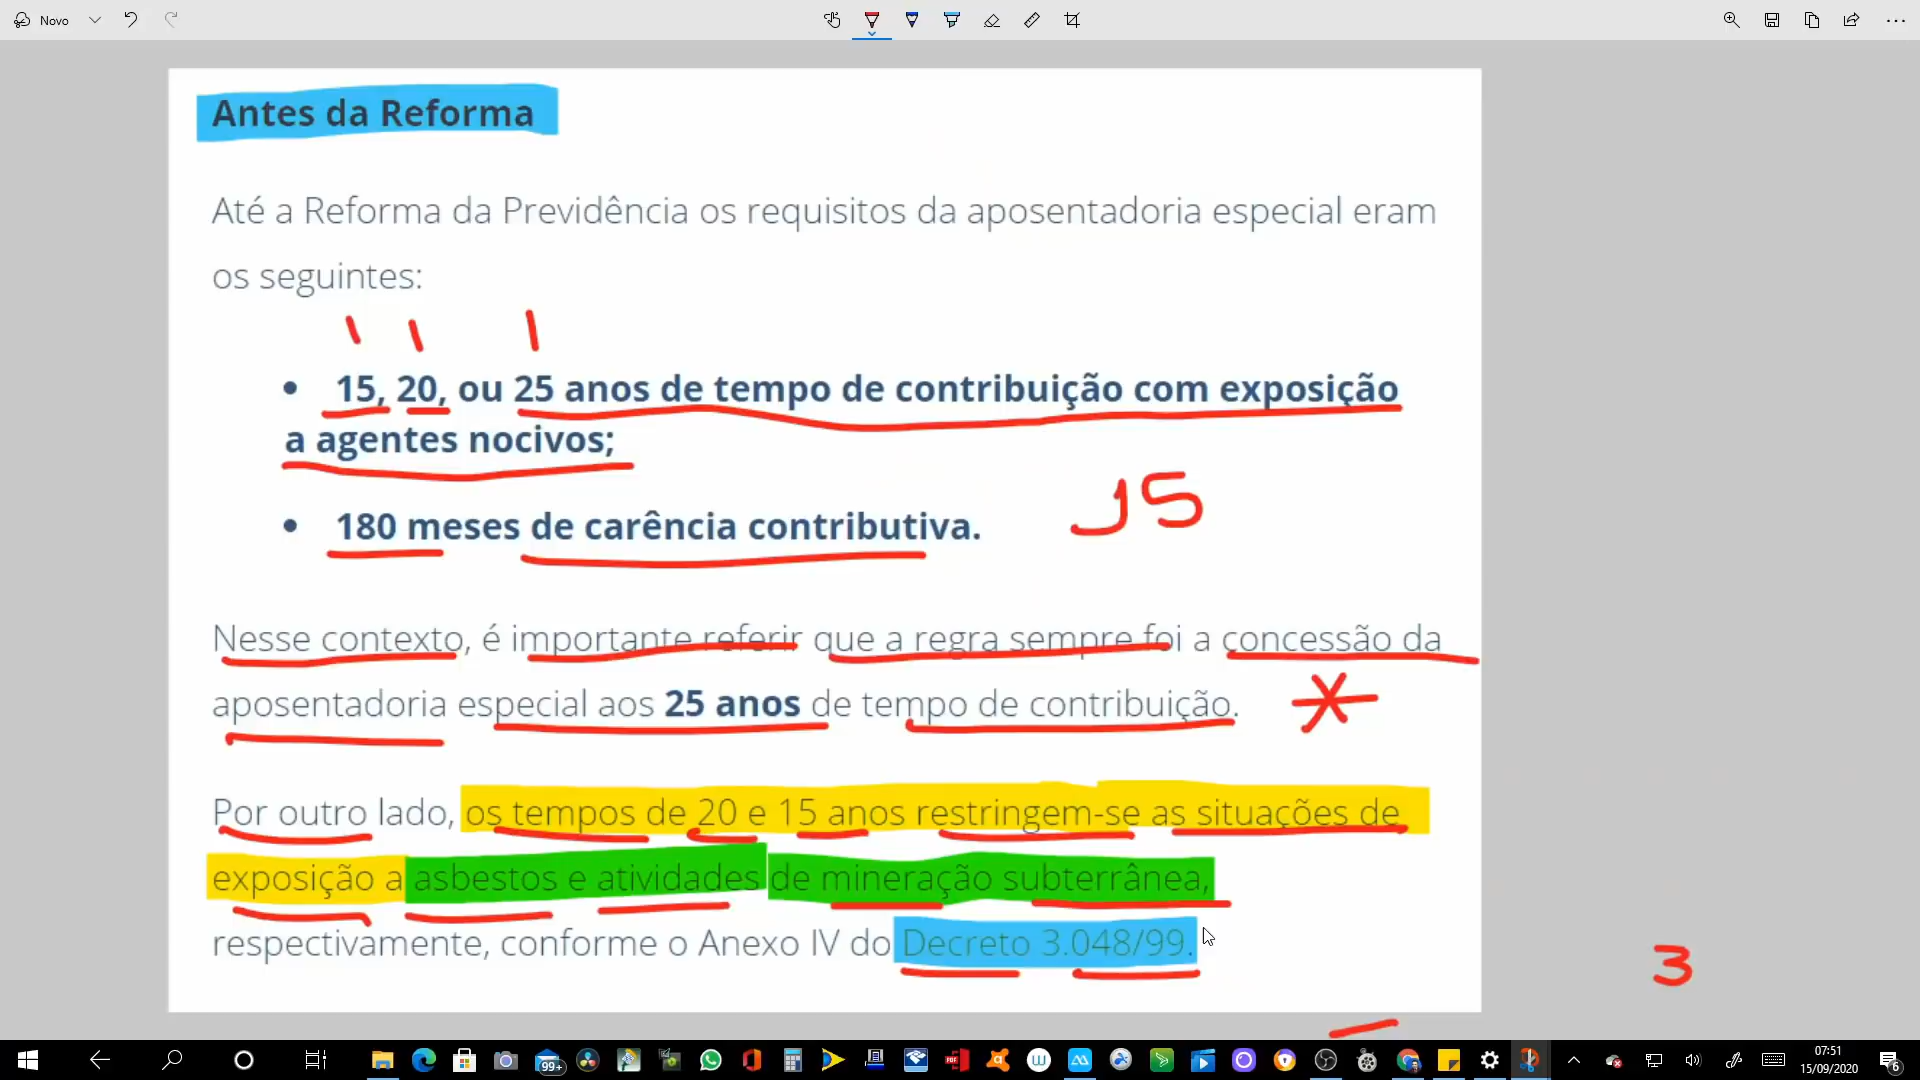 Novo
Antes da Reforma
Até a Reforma da Previdência os requisitos da aposentadoria especial eram
os seguintes:
• 15, 20, ou 25 anos de tempo de contribuição com exposição
a agentes nocivos;
15
• 180 meses de carência contributiva.
Nesse contexto, é importante referir que a regra sempre foi a concessão da
aposentadoria especial aos 25 anos de tempo de contribuição.
Por outro lado, os tempos de 20 e 15 anos restringem-se as situações de
exposição a asbestos e atividades de mineração subterrânea,
respectivamente, conforme o Anexo IV do Decreto 3.048/99.
3
99+
07:51
15/09/2020
6